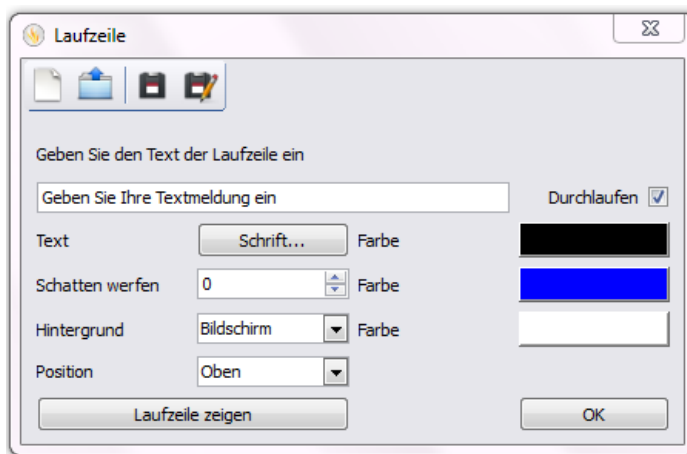 Laufzeile
Geben Sie den Text der Laufzeile ein
Geben Sie Ihre Textmeldung ein
Durchlaufen
Text
Schrift...
Farbe
Schatten werfen
0
Farbe
Hintergrund
Bildschirm
Farbe
Position
Oben
Laufzeile zeigen
OK